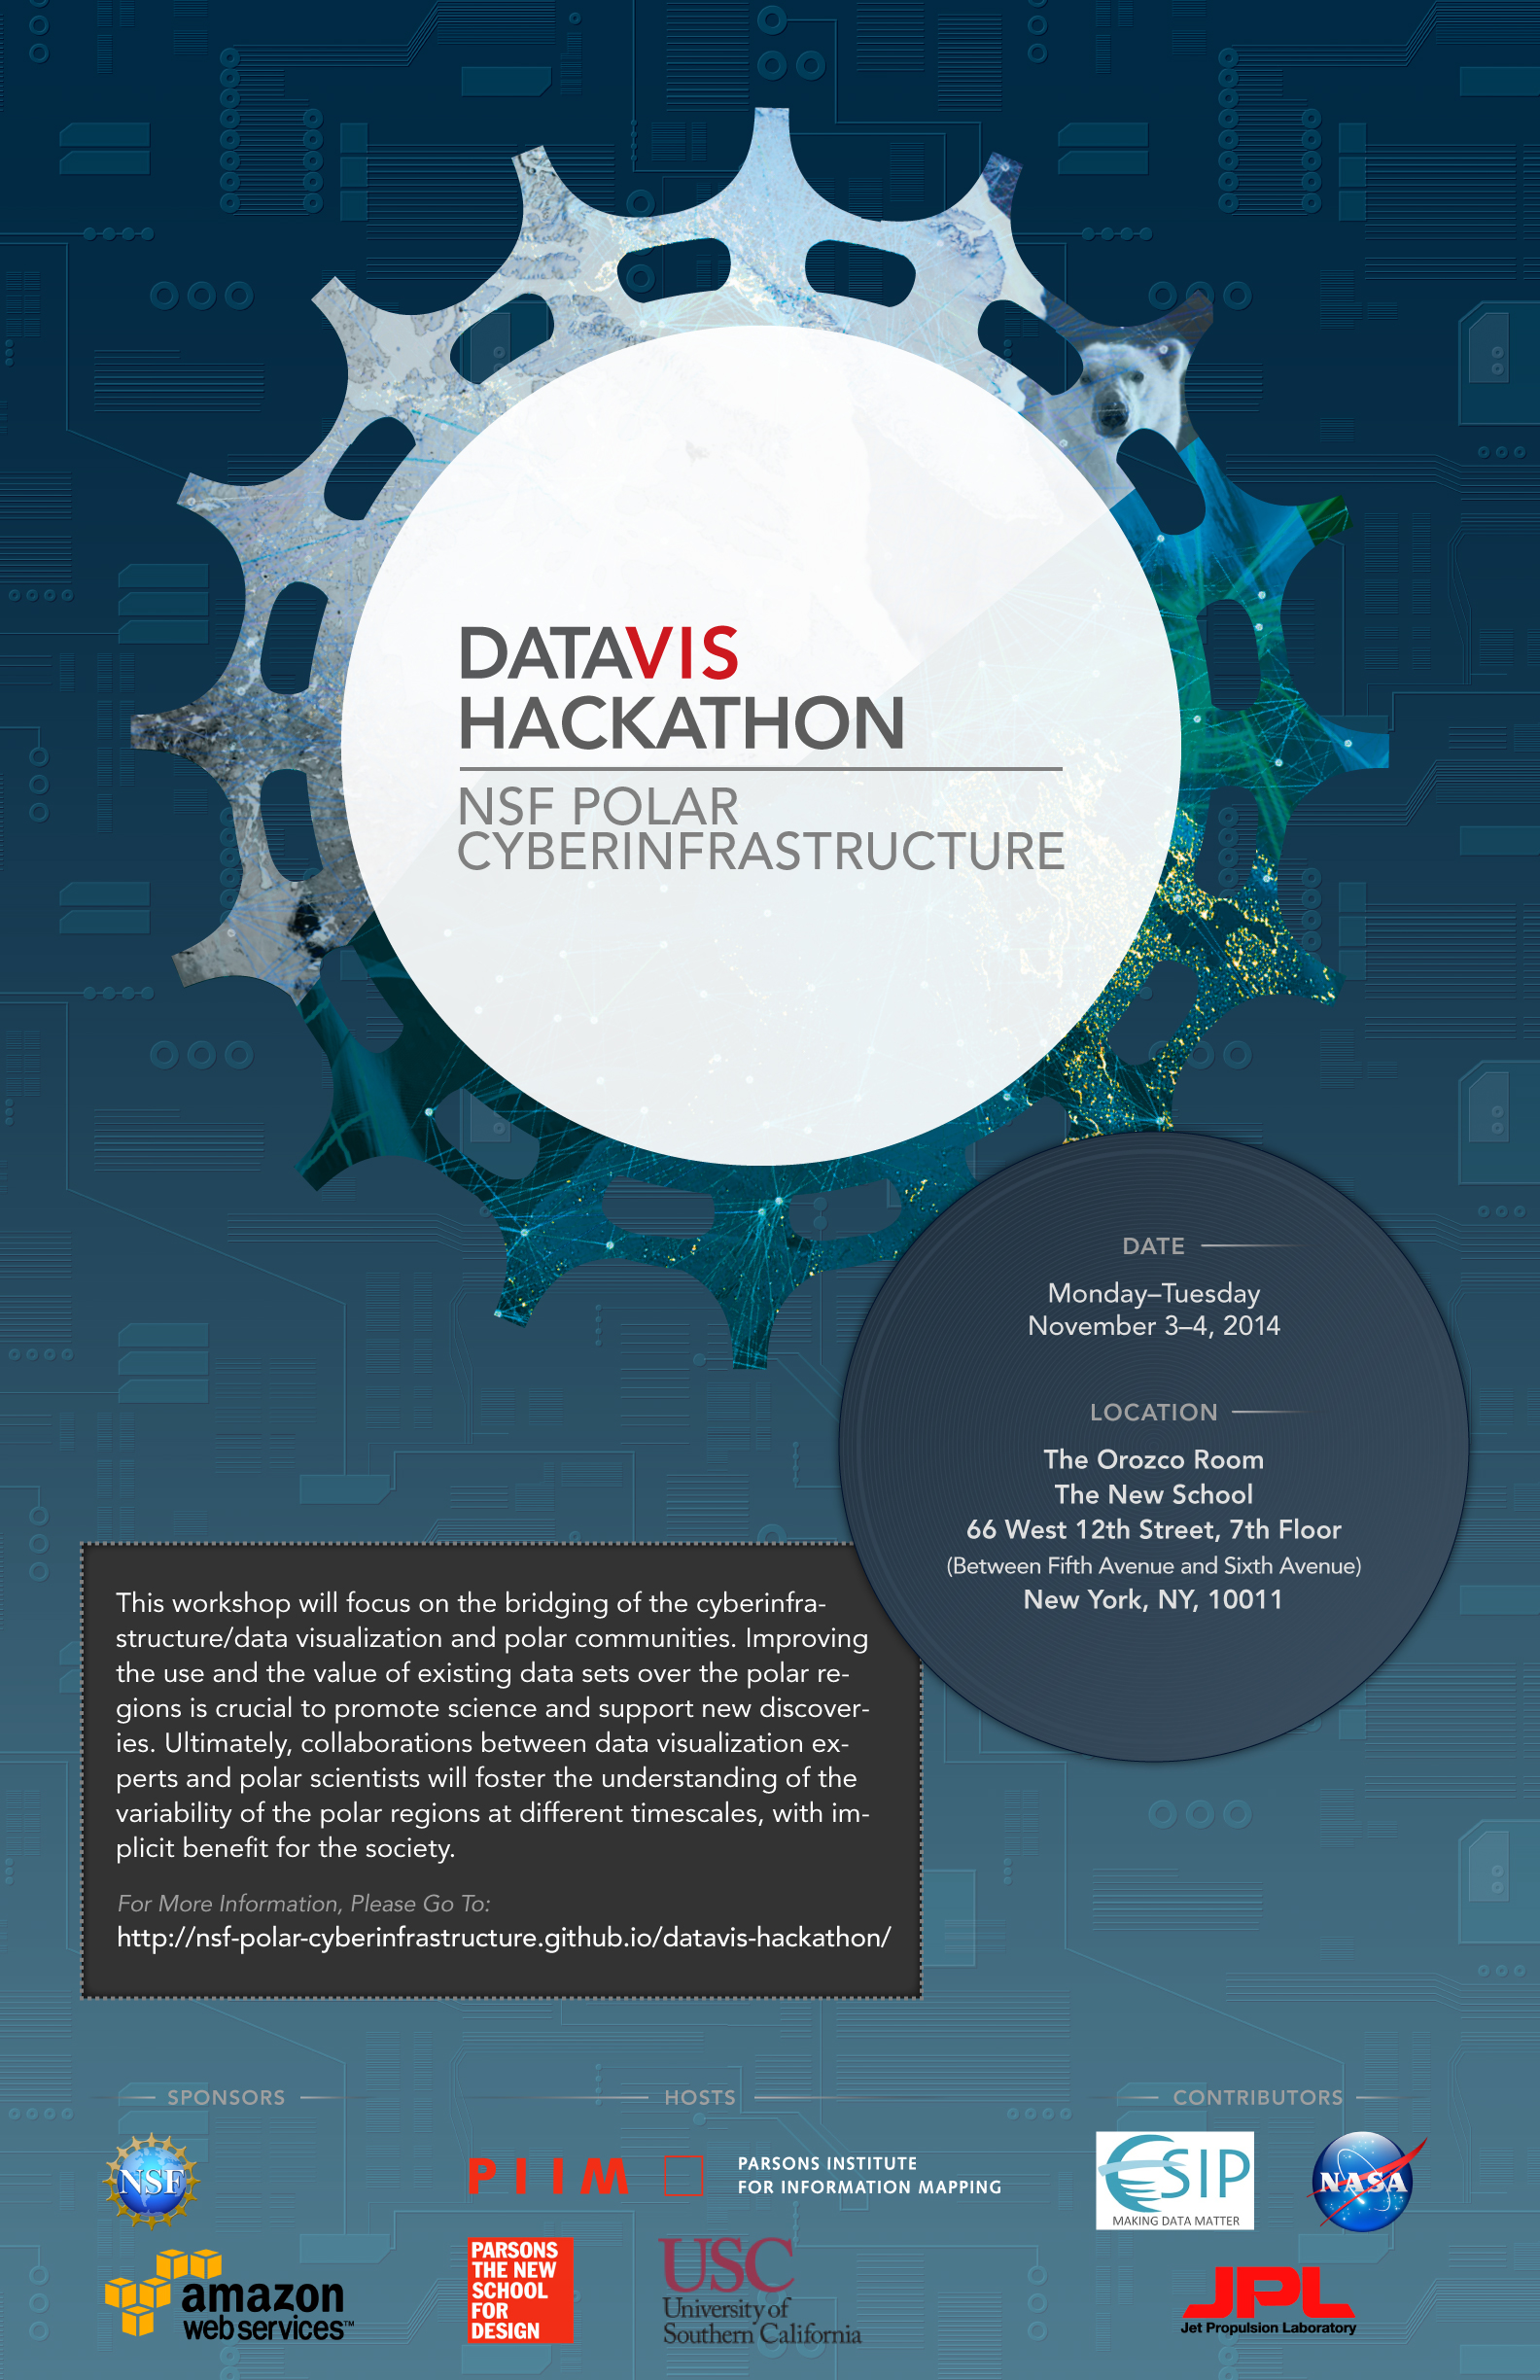 DATAVIS
HACKATHON
NSF POLAR
CYBERINFRASTRUCTURE
DATE
Monday–Tuesday
November 3–4, 2014
LOCATION
The Orozco Room
The New School
66 West 12th Street, 7th Floor
(Between Fifth Avenue and Sixth Avenue)
New York, NY, 10011
This workshop will focus on the bridging of the cyberinfra-
structure/data visualization and polar communities. Improving
the use and the value of existing data sets over the polar re-
gions is crucial to promote science and support new discover-
ies. Ultimately, collaborations between data visualization ex-
perts and polar scientists will foster the understanding of the
variability of the polar regions at different timescales, with im-
plicit benefit for the society.
For More Information, Please Go To:
http://nsf-polar-cyberinfrastructure.github.io/datavis-hackathon/
SPONSORS
NSF
amazon
web services™
HOSTS
PIIM
PARSONS INSTITUTE
FOR INFORMATION MAPPING
PARSONS
THE NEW
SCHOOL
FOR
DESIGN
USC
University of
Southern California
CONTRIBUTORS
ESIP
MAKING DATA MATTER
NASA
JPL
Jet Propulsion Laboratory